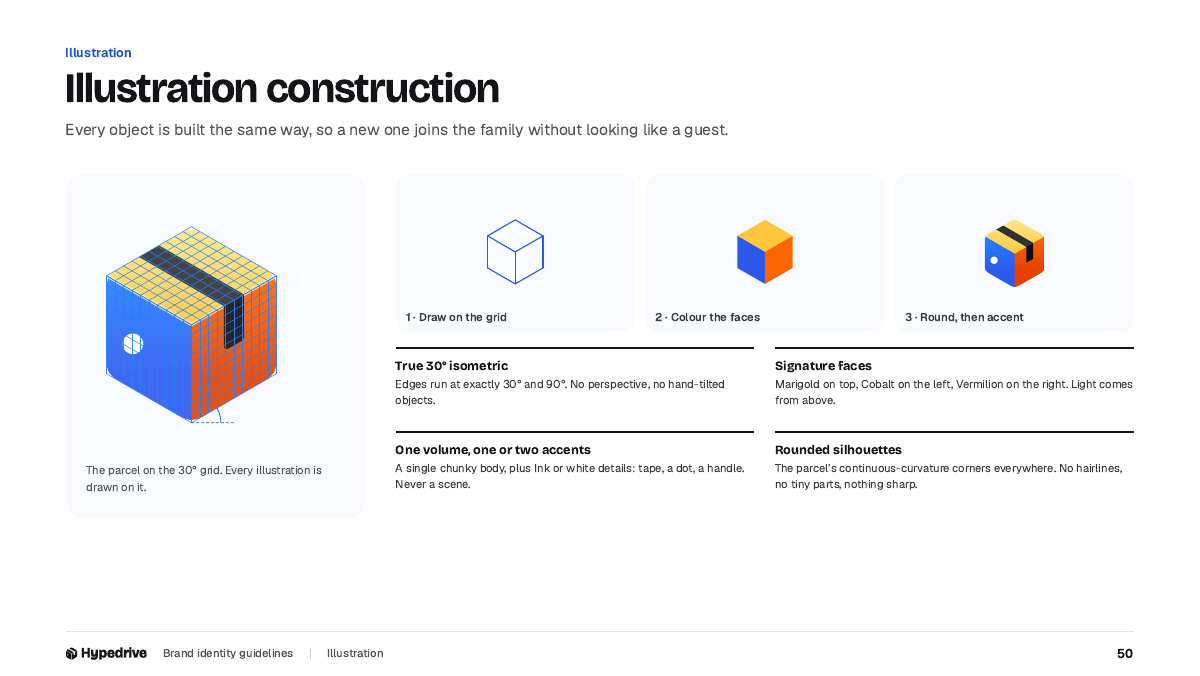 Illustration
Illustration construction
Every object is built the same way, so a new one joins the family without looking like a guest.
The parcel on the 30° grid. Every illustration is
drawn on it.
1 · Draw on the grid
2 · Colour the faces
3 · Round, then accent
True 30° isometric
Edges run at exactly 30° and 90°. No perspective, no hand-tilted
objects.
Signature faces
Marigold on top, Cobalt on the left, Vermilion on the right. Light comes
from above.
One volume, one or two accents
A single chunky body, plus Ink or white details: tape, a dot, a handle.
Never a scene.
Rounded silhouettes
The parcel's continuous-curvature corners everywhere. No hairlines,
no tiny parts, nothing sharp.
Hypedrive Brand identity guidelines Illustration 50